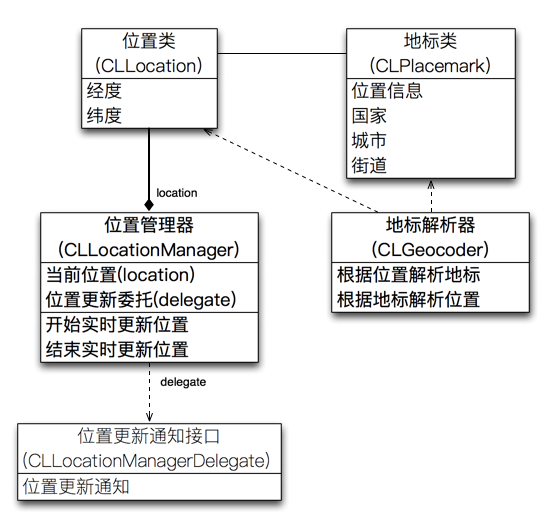 位置类
(CLLocation)
经度
纬度
地标类
(CLPlacemark)
位置信息
国家
城市
街道
location
位置管理器
(CLLocationManager)
当前位置(location)
位置更新委托(delegate)
开始实时更新位置
结束实时更新位置
地标解析器
(CLGeocoder)
根据位置解析地标
根据地标解析位置
delegate
位置更新通知接口
(CLLocationManagerDelegate)
位置更新通知